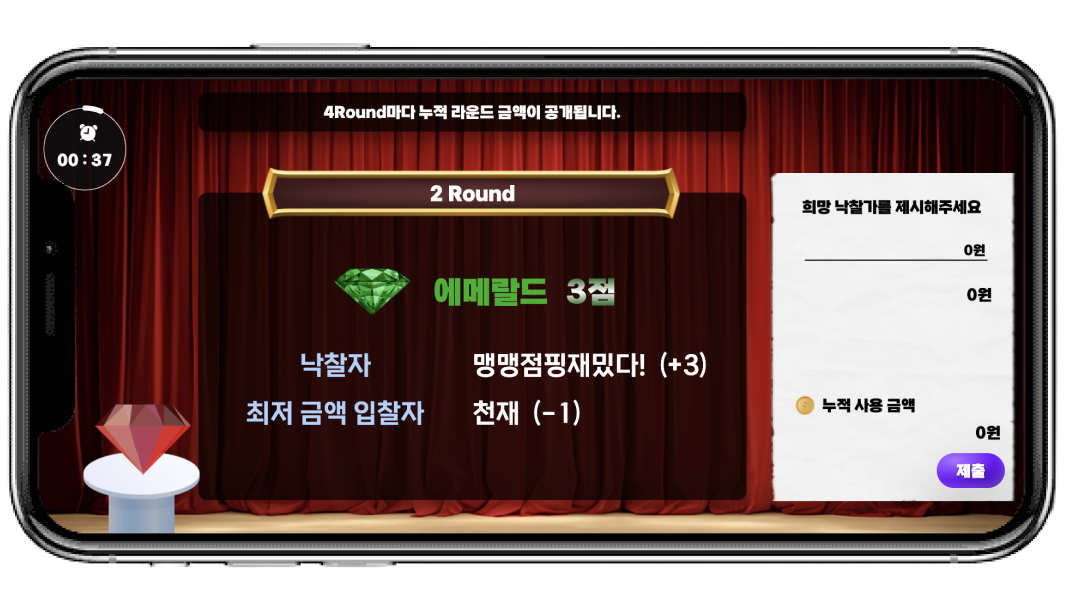 4Round마다 누적 라운드 금액이 공개됩니다.
00 : 37
2 Round
에메랄드 3점
낙찰자 맹맹점핑재밌다! (+3)
최저 금액 입찰자 천재 (-1)
희망 낙찰가를 제시해주세요
0원
0원
누적 사용 금액
0원
제출